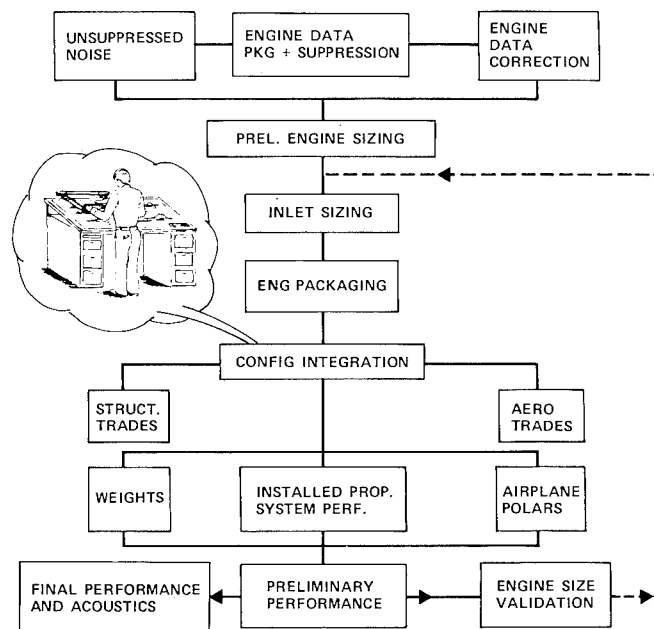 UNSUPPRESSED
NOISE
ENGINE DATA
PKG + SUPPRESSION
ENGINE
DATA
CORRECTION
PREL. ENGINE SIZING
INLET SIZING
ENG PACKAGING
CONFIG INTEGRATION
STRUCT.
TRADES
AERO
TRADES
WEIGHTS
INSTALLED PROP.
SYSTEM PERF.
AIRPLANE
POLARS
FINAL PERFORMANCE
AND ACOUSTICS
PRELIMINARY
PERFORMANCE
ENGINE SIZE
VALIDATION